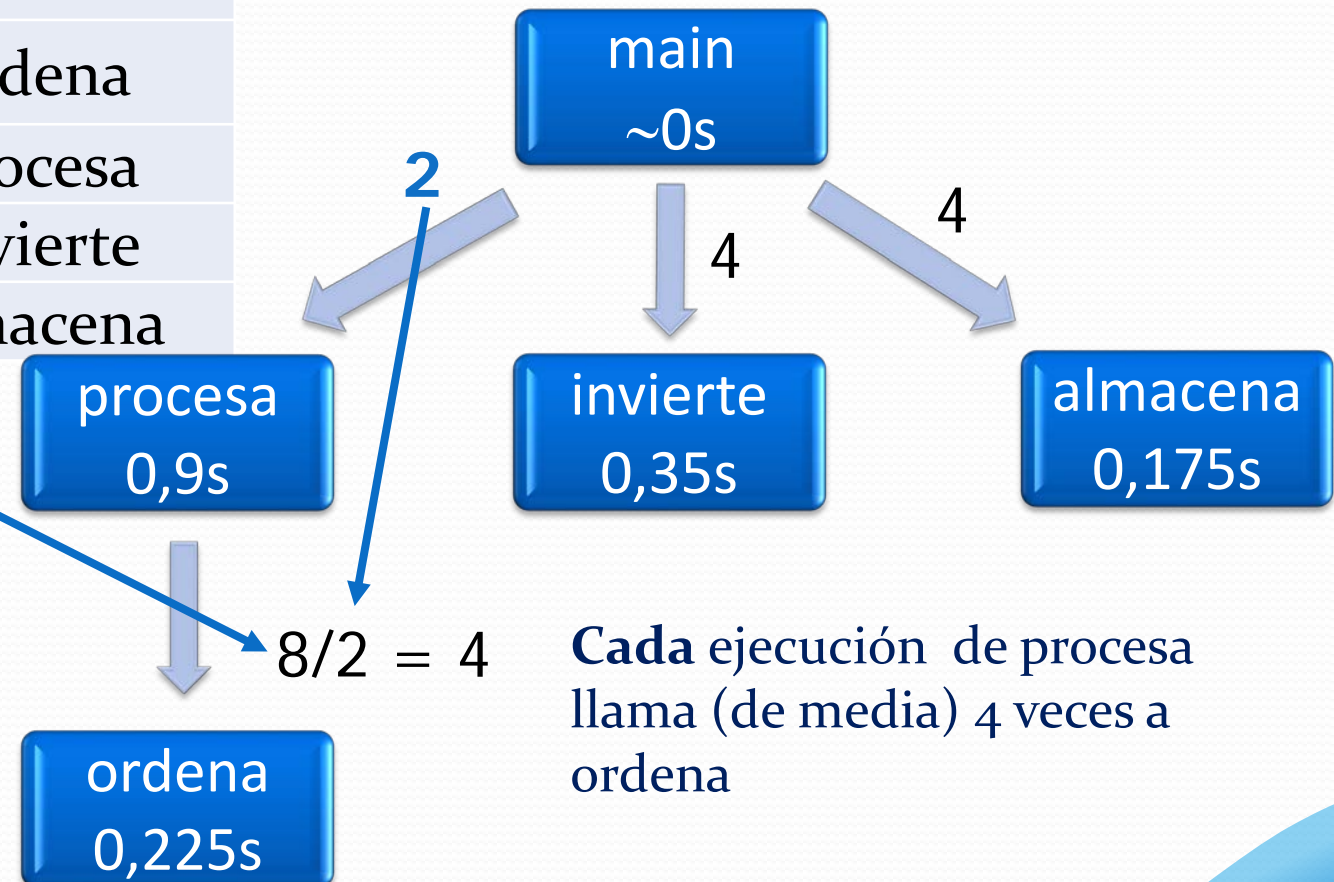 dena
ocesa
vierte
nacena
main
~0s
2
4
4
procesa
0,9s
invierte
0,35s
almacena
0,175s
8/2 = 4
Cada ejecución de procesa
llama (de media) 4 veces a
ordena
ordena
0,225s